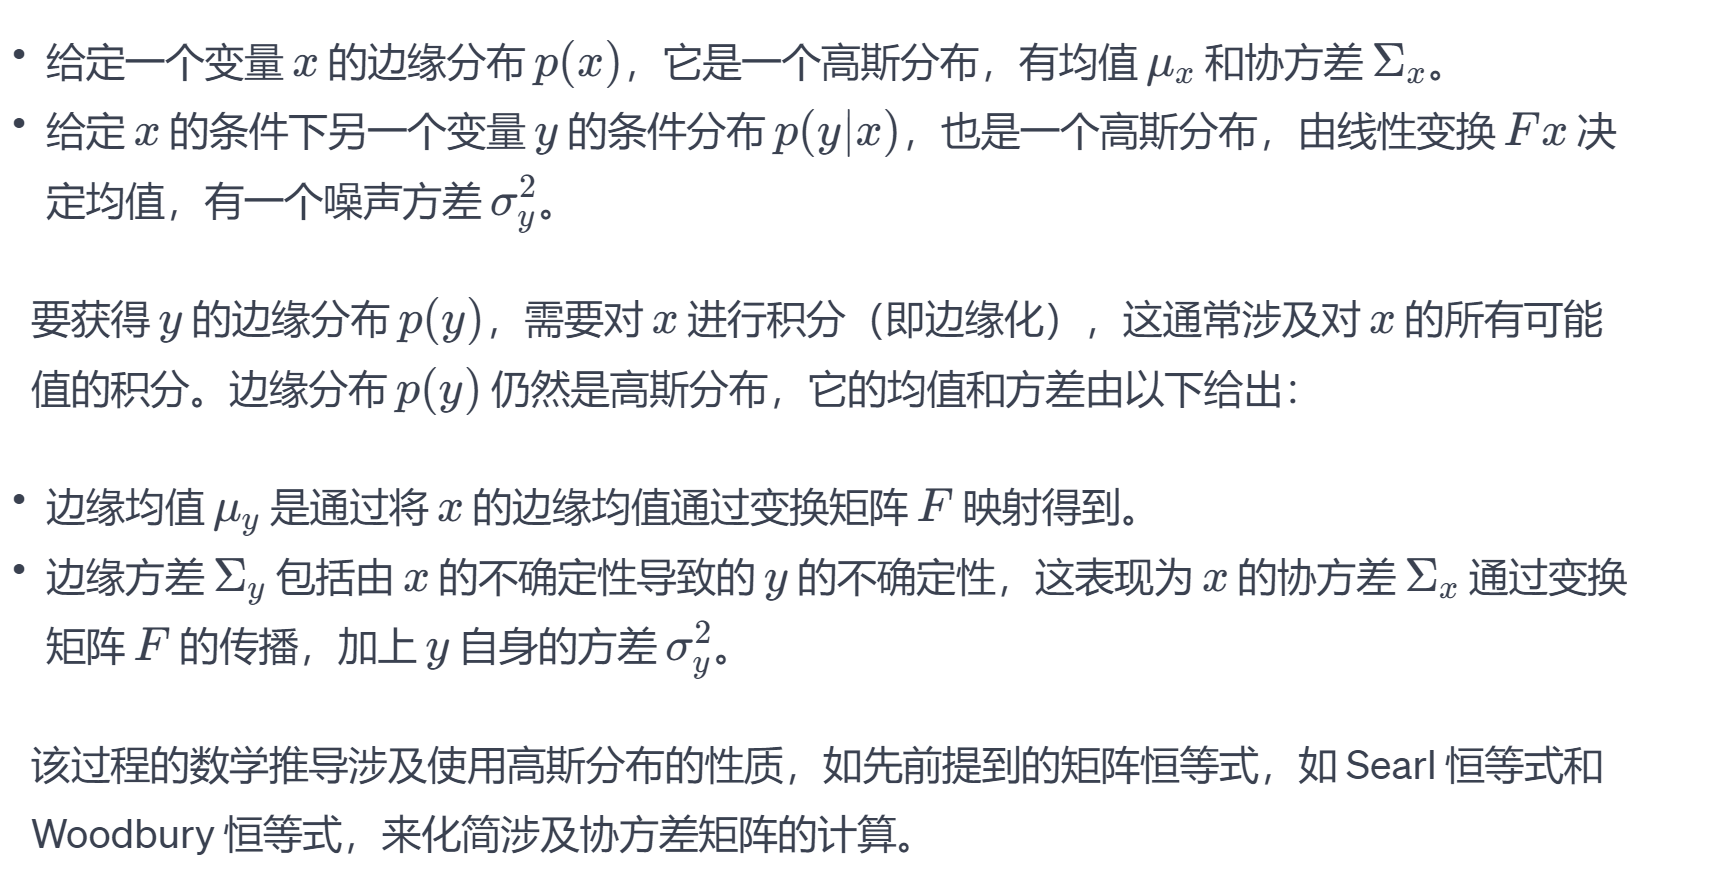 • 给定一个变量 x 的边缘分布 p(x)，它是一个高斯分布，有均值 μ_x 和协方差 Σ_x。
• 给定 x 的条件下另一个变量 y 的条件分布 p(y|x)，也是一个高斯分布，由线性变换 Fx 决
定均值，有一个噪声方差 σ_y^2。
要获得 y 的边缘分布 p(y)，需要对 x 进行积分（即边缘化），这通常涉及对 x 的所有可能
值的积分。边缘分布 p(y) 仍然是高斯分布，它的均值和方差由以下给出：
• 边缘均值 μ_y 是通过将 x 的边缘均值通过变换矩阵 F 映射得到。
• 边缘方差 Σ_y 包括由 x 的不确定性导致的 y 的不确定性，这表现为 x 的协方差 Σ_x 通过变换
矩阵 F 的传播，加上 y 自身的方差 σ_y^2。
该过程的数学推导涉及使用高斯分布的性质，如先前提到的矩阵恒等式，如 Searl 恒等式和
Woodbury 恒等式，来化简涉及协方差矩阵的计算。